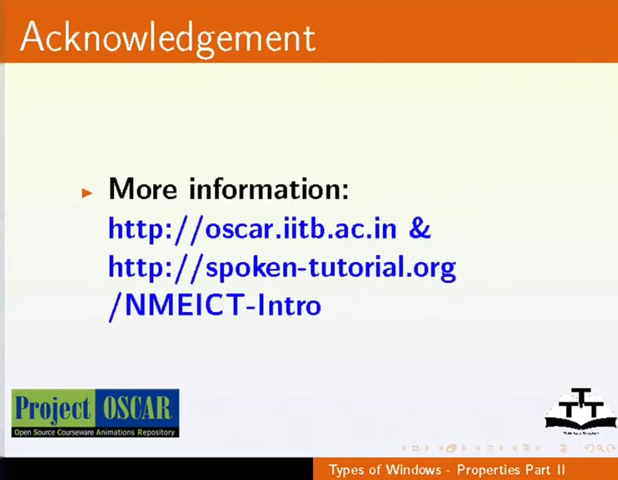 Acknowledgement
More information:
http://oscar.iitb.ac.in &
http://spoken-tutorial.org
/NMEICT-Intro
Project OSCAR
Open Source Courseware Animations Repository
Types of Windows - Properties Part II